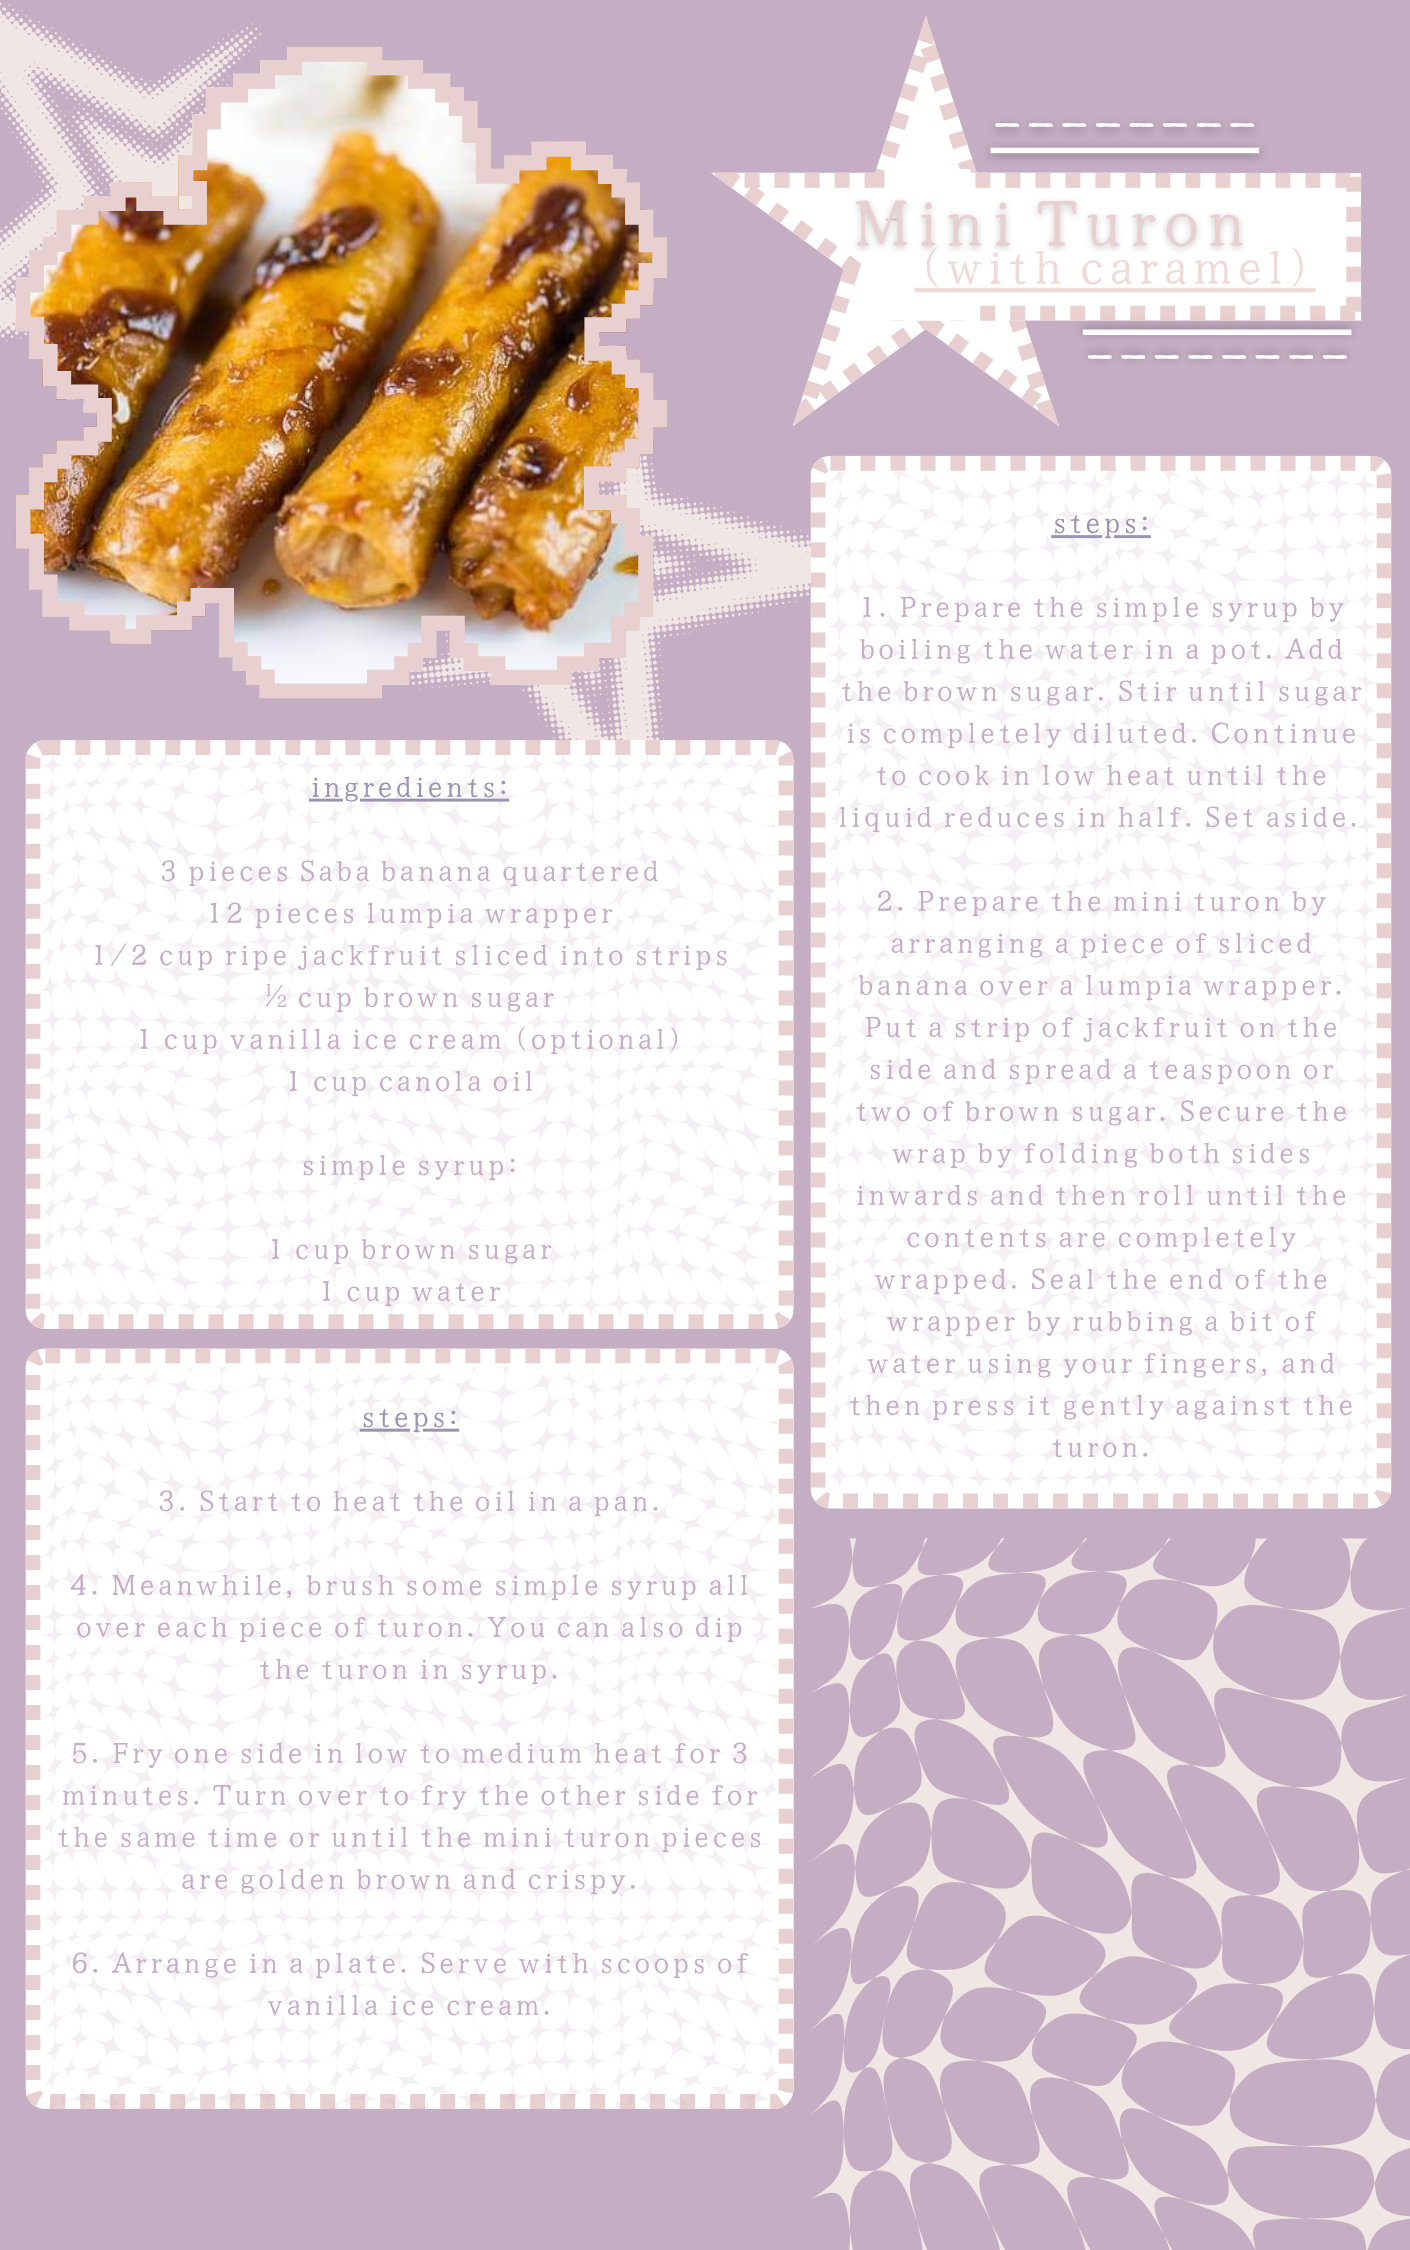 Mini Turon
(with caramel)
ingredients:
3 pieces Saba banana quartered
12 pieces lumpia wrapper
1/2 cup ripe jackfruit sliced into strips
½ cup brown sugar
1 cup vanilla ice cream (optional)
1 cup canola oil
simple syrup:
1 cup brown sugar
1 cup water
steps:
1. Prepare the simple syrup by
boiling the water in a pot. Add
the brown sugar. Stir until sugar
is completely diluted. Continue
to cook in low heat until the
liquid reduces in half. Set aside.
2. Prepare the mini turon by
arranging a piece of sliced
banana over a lumpia wrapper.
Put a strip of jackfruit on the
side and spread a teaspoon or
two of brown sugar. Secure the
wrap by folding both sides
inwards and then roll until the
contents are completely
wrapped. Seal the end of the
wrapper by rubbing a bit of
water using your fingers, and
then press it gently against the
turon.
steps:
3. Start to heat the oil in a pan.
4. Meanwhile, brush some simple syrup all
over each piece of turon. You can also dip
the turon in syrup.
5. Fry one side in low to medium heat for 3
minutes. Turn over to fry the other side for
the same time or until the mini turon pieces
are golden brown and crispy.
6. Arrange in a plate. Serve with scoops of
vanilla ice cream.